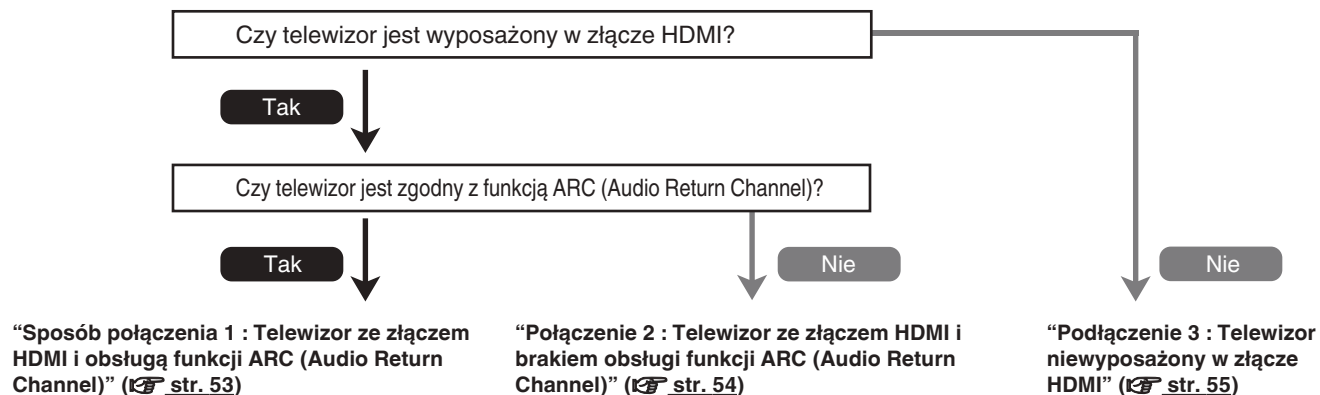 Czy telewizor jest wyposażony w złącze HDMI?
Tak
Czy telewizor jest zgodny z funkcją ARC (Audio Return Channel)?
Tak
Nie
Nie
“Sposób połączenia 1 : Telewizor ze złączem
HDMI i obsługą funkcji ARC (Audio Return
Channel)” (☞ str. 53)
“Połączenie 2 : Telewizor ze złączem HDMI i
brakiem obsługi funkcji ARC (Audio Return
Channel)” (☞ str. 54)
“Podłączenie 3 : Telewizor
niewyposażony w złącze
HDMI” (☞ str. 55)